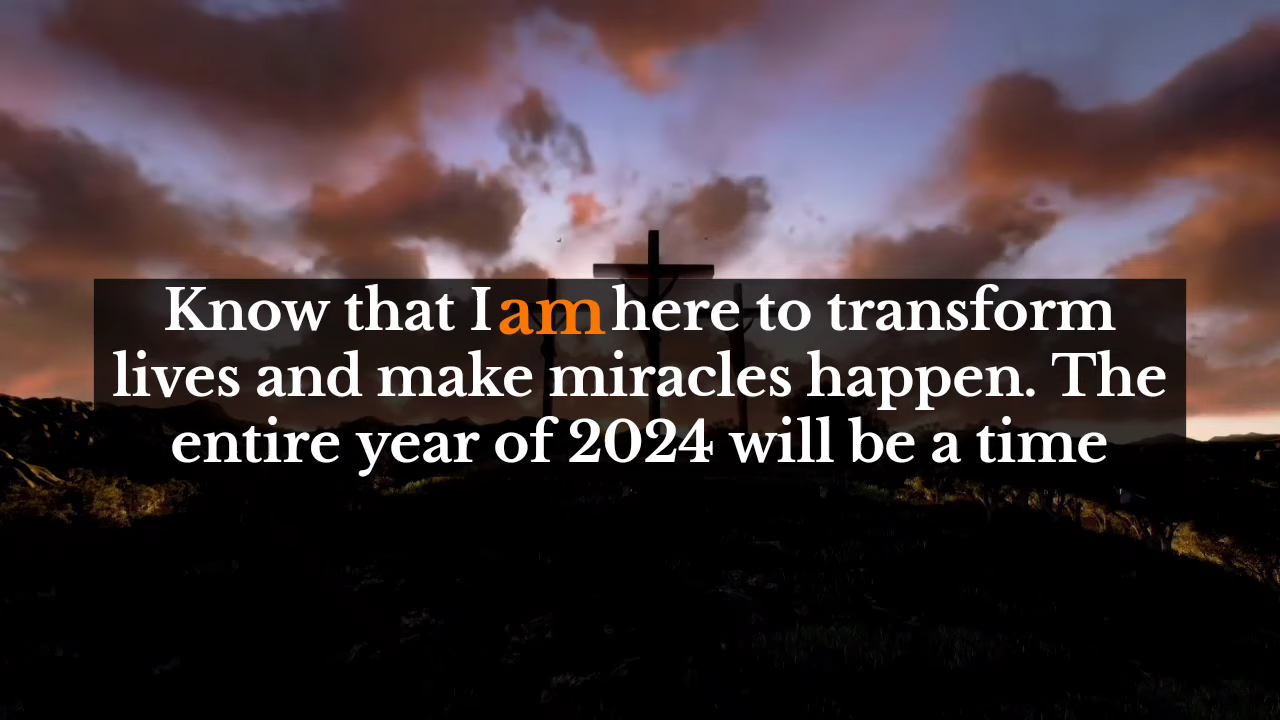 Know that I am here to transform
lives and make miracles happen. The
entire year of 2024 will be a time